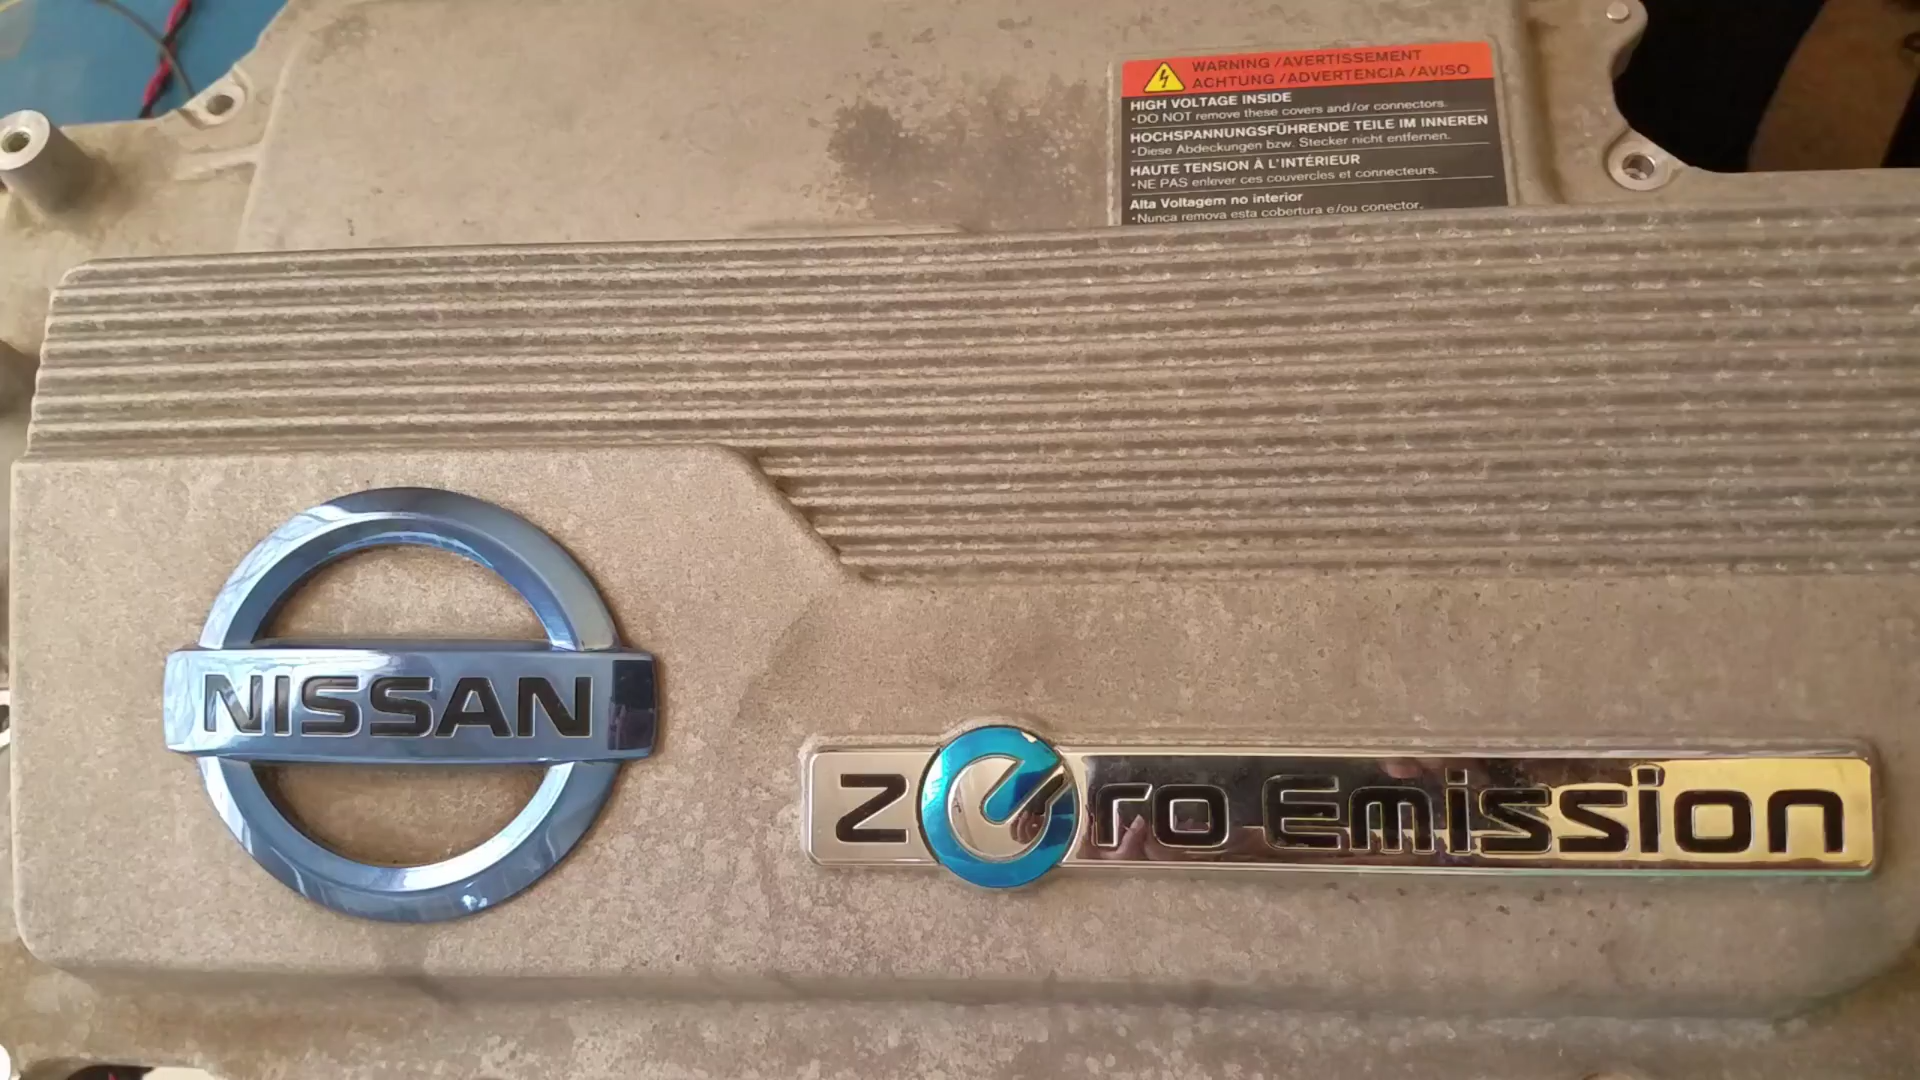 WARNING / AVERTISSEMENT
ACHTUNG / ADVERTENCIA / AVISO
HIGH VOLTAGE INSIDE
•DO NOT remove these covers and/or connectors.
HOCHSPANNUNGSFÜHRENDE TEILE IM INNEREN
•Diese Abdeckungen bzw. Stecker nicht entfernen.
HAUTE TENSION À L'INTÉRIEUR
•NE PAS enlever ces couvercles et connecteurs.
Alta Voltagem no interior
•Nunca remova esta cobertura e/ou conector.
NISSAN
zero Emission